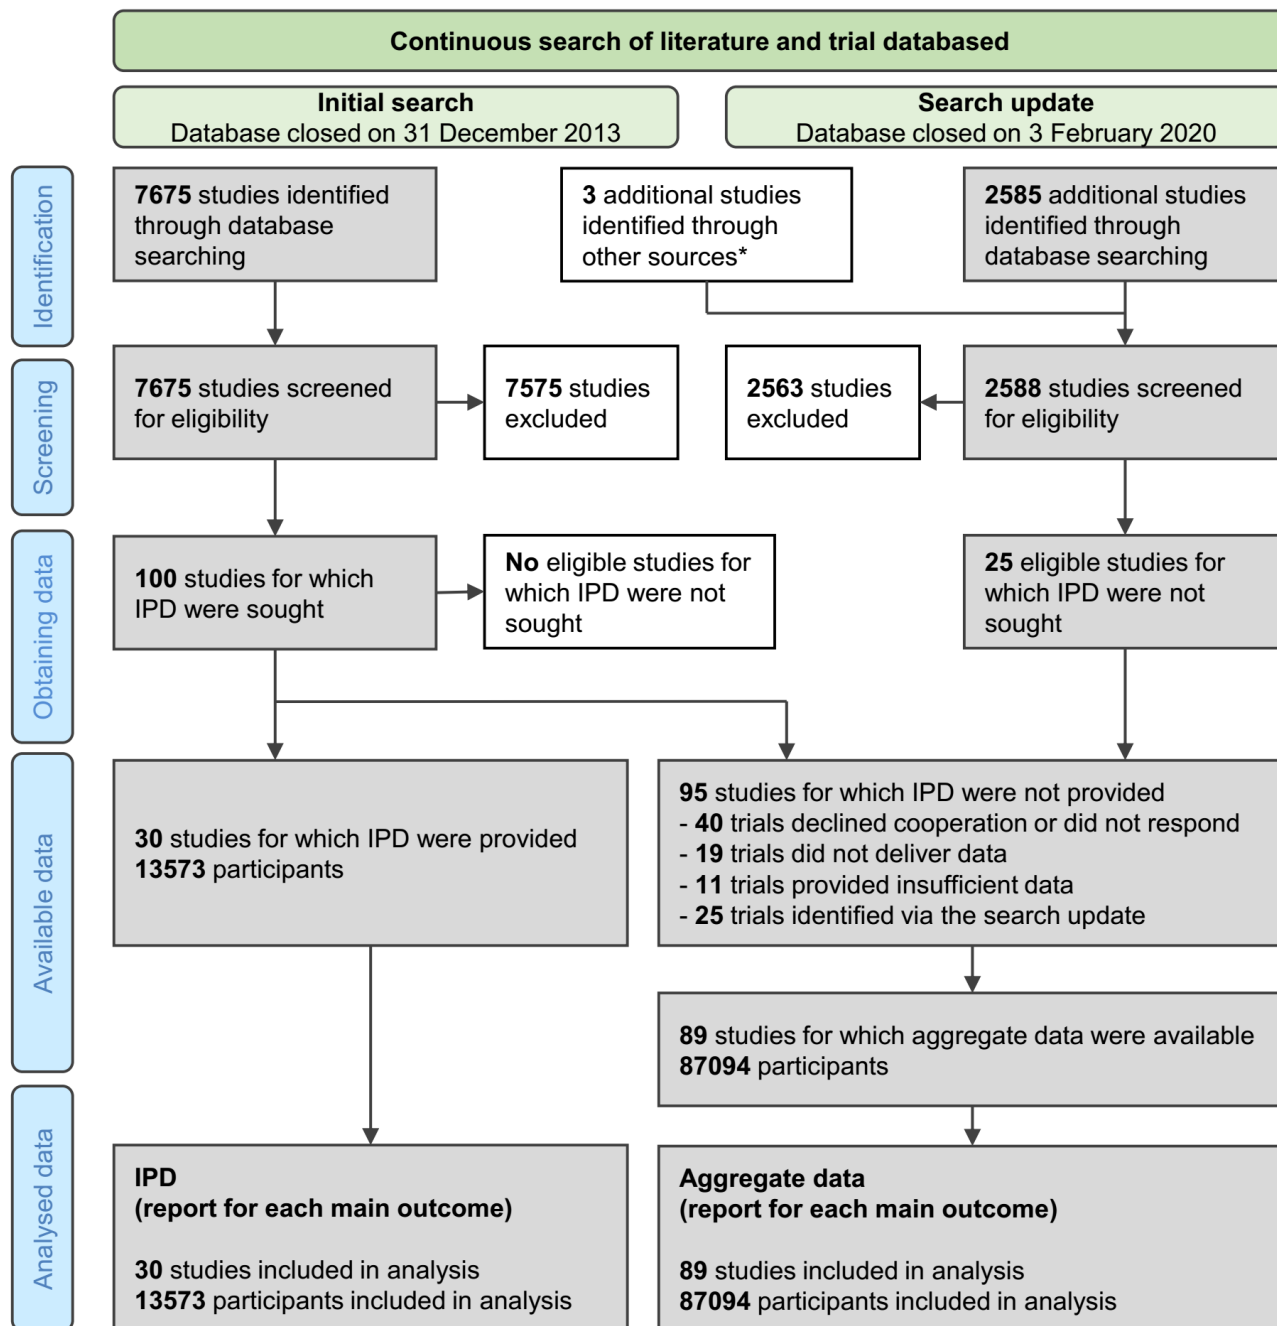 Continuous search of literature and trial databased
Initial search
Database closed on 31 December 2013
Search update
Database closed on 3 February 2020
Identification
7675 studies identified
through database
searching
3 additional studies
identified through
other sources*
2585 additional studies
identified through
database searching
Screening
7675 studies screened
for eligibility
7575 studies
excluded
2563 studies
excluded
2588 studies screened
for eligibility
Obtaining data
100 studies for which
IPD were sought
No eligible studies for
which IPD were not
sought
25 eligible studies for
which IPD were not
sought
Available data
30 studies for which IPD were provided
13573 participants
95 studies for which IPD were not provided
- 40 trials declined cooperation or did not respond
- 19 trials did not deliver data
- 11 trials provided insufficient data
- 25 trials identified via the search update
89 studies for which aggregate data were available
87094 participants
Analysed data
IPD
(report for each main outcome)
30 studies included in analysis
13573 participants included in analysis
Aggregate data
(report for each main outcome)
89 studies included in analysis
87094 participants included in analysis